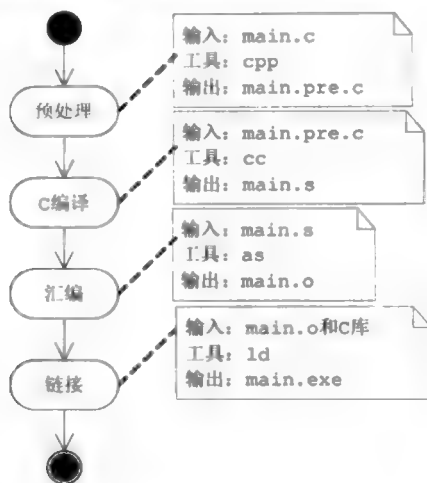 输入: main.c
工具: cpp
输出: main.pre.c
预处理
输入: main.pre.c
工具: cc
输出: main.s
C编译
输入: main.s
工具: as
输出: main.o
汇编
输入: main.o和C库
工具: ld
输出: main.exe
链接